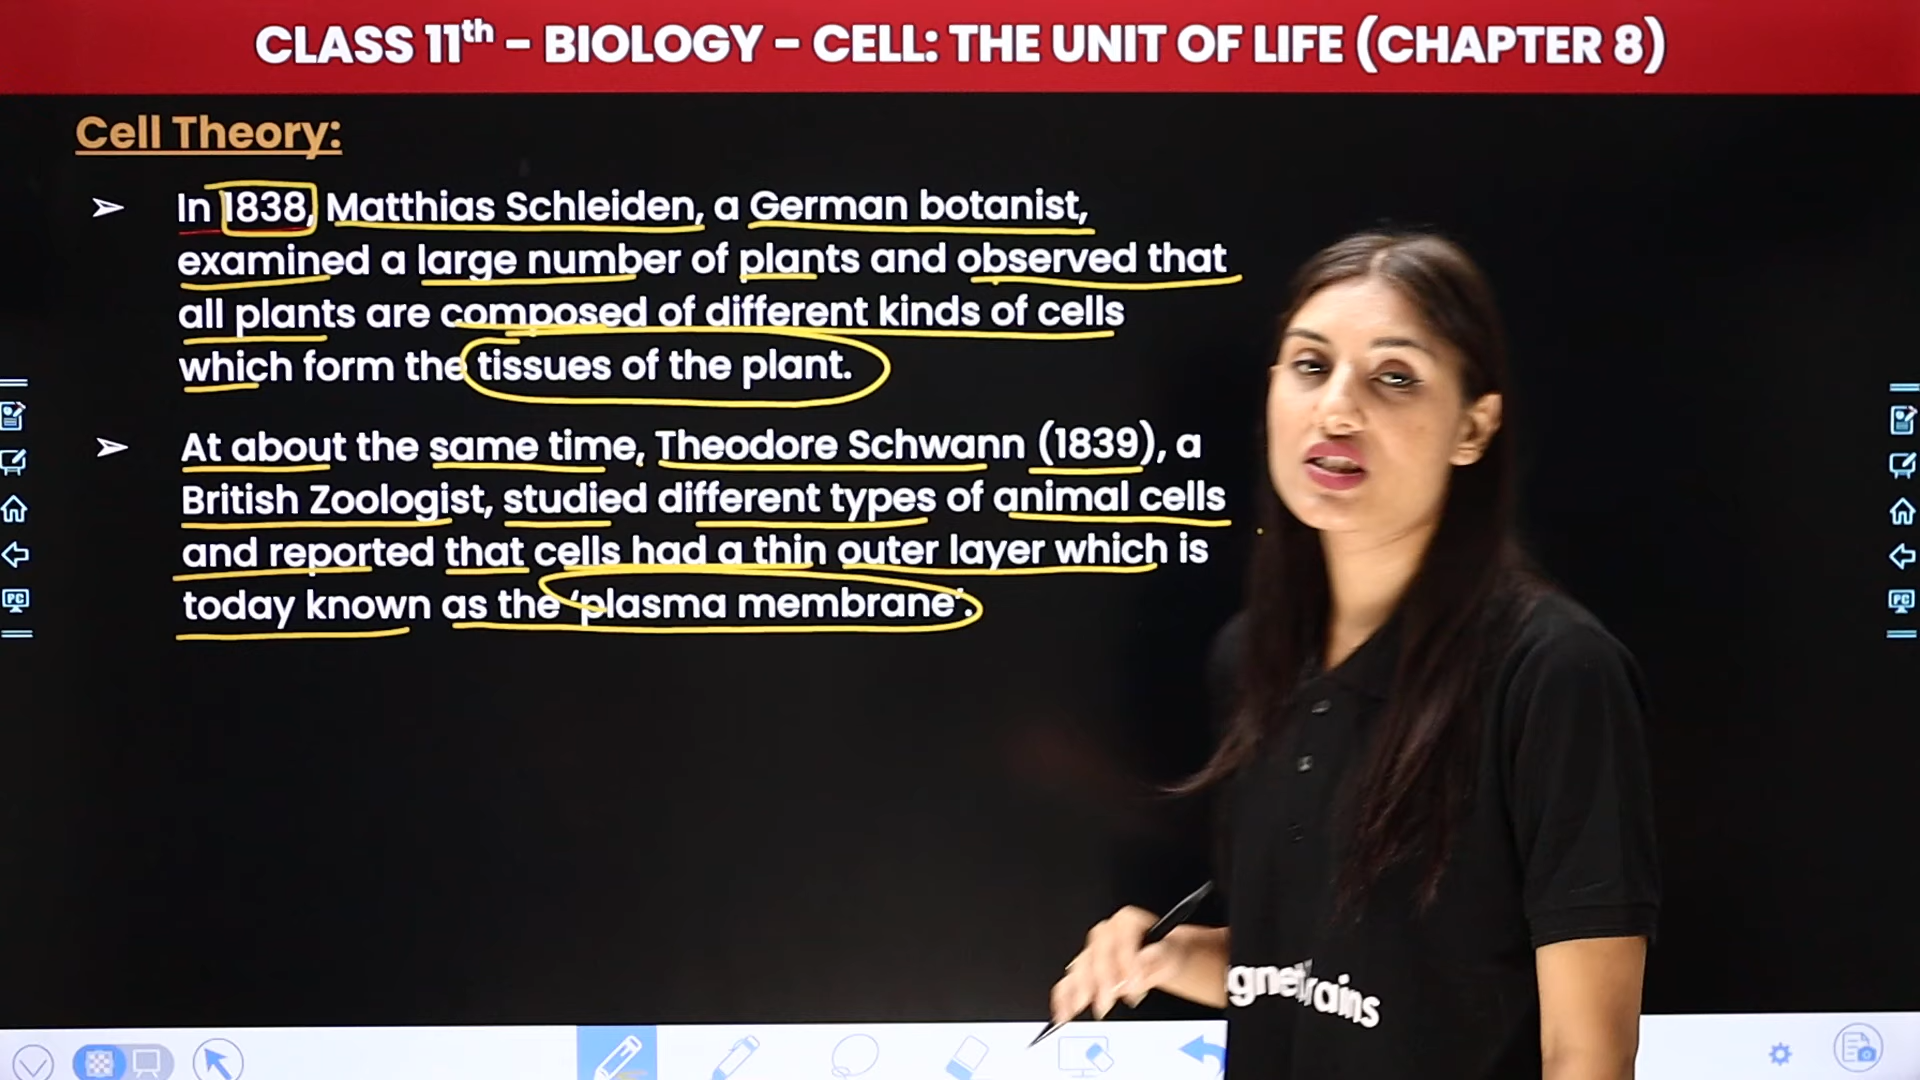 CLASS 11th - BIOLOGY - CELL: THE UNIT OF LIFE (CHAPTER 8)
Cell Theory:
➢ In 1838, Matthias Schleiden, a German botanist,
examined a large number of plants and observed that
all plants are composed of different kinds of cells
which form the tissues of the plant.
➢ At about the same time, Theodore Schwann (1839), a
British Zoologist, studied different types of animal cells
and reported that cells had a thin outer layer which is
today known as the ‘plasma membrane’.
PC
PC